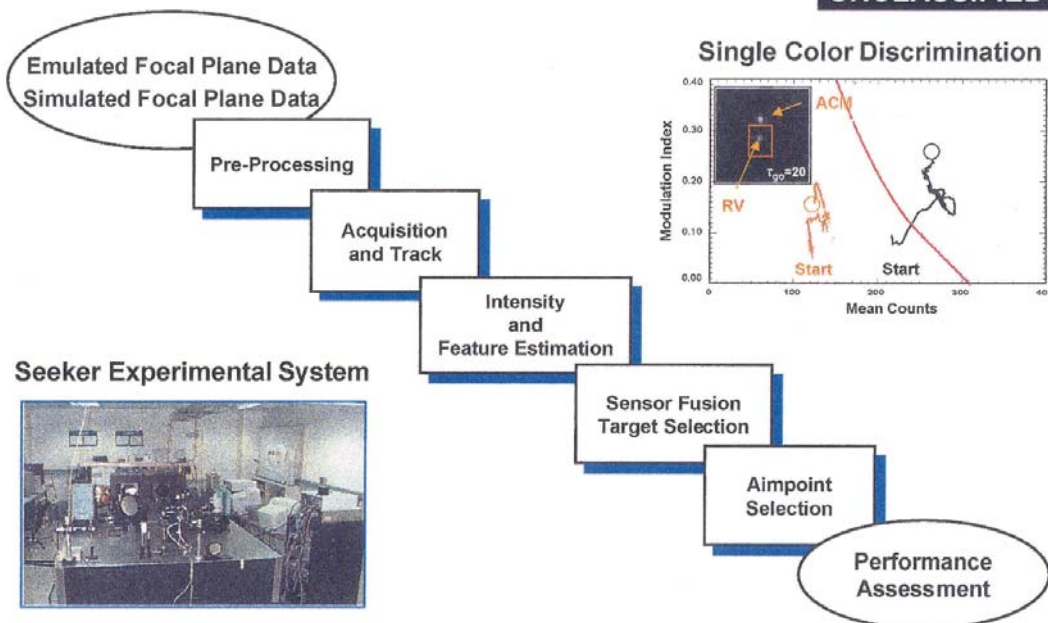 UNCLASSIFIED
Emulated Focal Plane Data
Simulated Focal Plane Data
Pre-Processing
Acquisition
and Track
Intensity
and
Feature Estimation
Sensor Fusion
Target Selection
Aimpoint
Selection
Performance
Assessment
Single Color Discrimination
Modulation Index
0.40
0.30
0.20
0.10
0.00
ACM
τgo=20
RV
Start
Start
0
100
200
300
400
Mean Counts
Seeker Experimental System